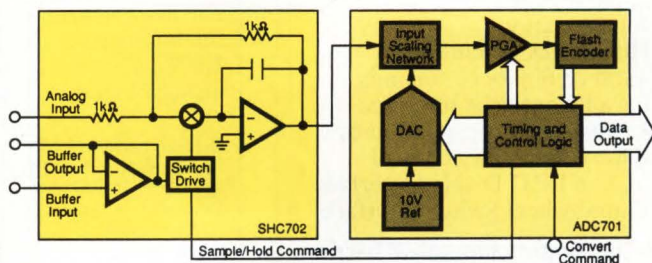 1kΩ
Analog
Input
1kΩ
Buffer
Output
Buffer
Input
Switch
Drive
SHC702
Sample/Hold Command
Input
Scaling
Network
PGA
Flash
Encoder
DAC
Timing and
Control Logic
Data
Output
10V
Ref
ADC701
Convert
Command